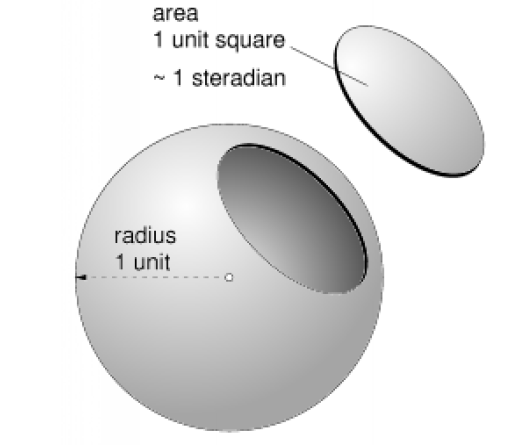 area
1 unit square
~ 1 steradian
radius
1 unit